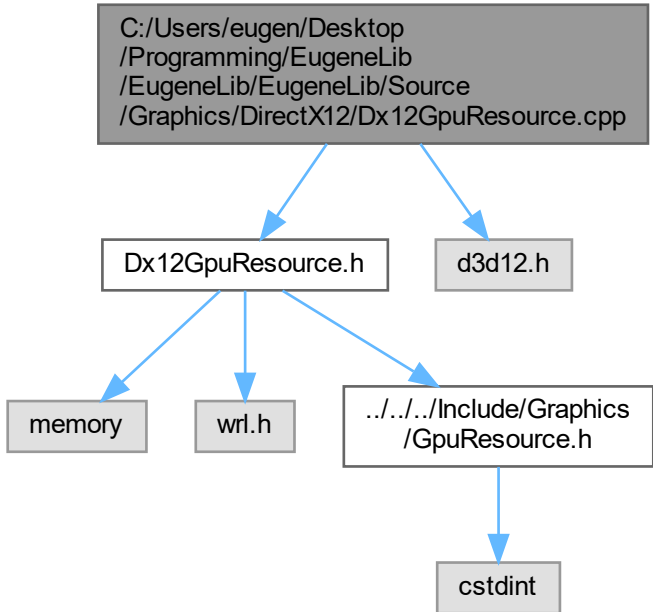 C:/Users/eugen/Desktop
/Programming/EugeneLib
/EugeneLib/EugeneLib/Source
/Graphics/DirectX12/Dx12GpuResource.cpp
Dx12GpuResource.h
d3d12.h
memory
wrl.h
../../../Include/Graphics
/GpuResource.h
cstdint